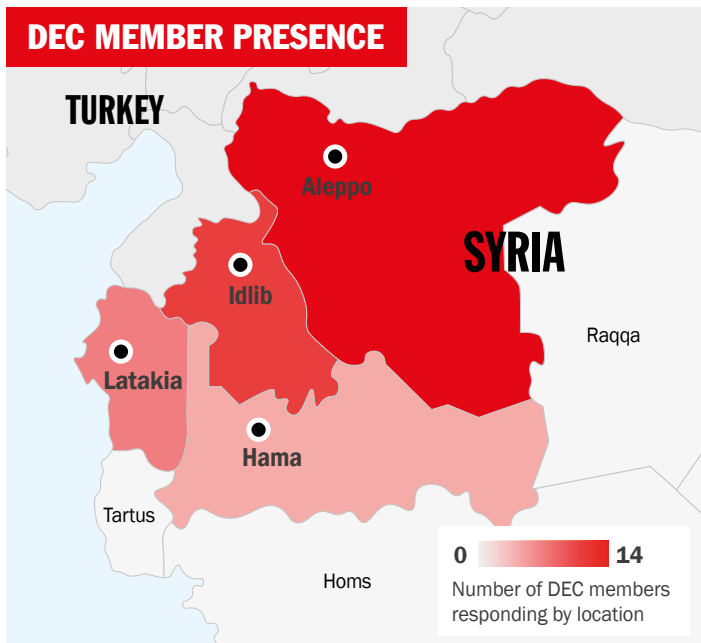 DEC MEMBER PRESENCE
TURKEY
Aleppo
SYRIA
Idlib
Raqqa
Latakia
Hama
Tartus
Homs
0 14
Number of DEC members
responding by location